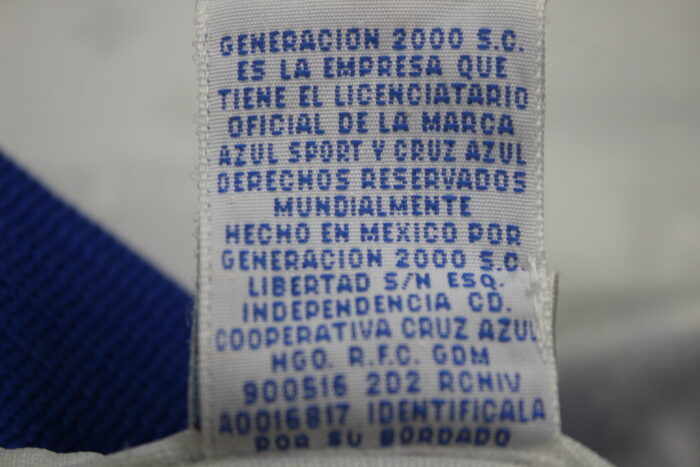 GENERACION 2000 S.C.
ES LA EMPRESA QUE
TIENE EL LICENCIATARIO
OFICIAL DE LA MARCA
AZUL SPORT Y CRUZ AZUL
DERECHOS RESERVADOS
MUNDIALMENTE
HECHO EN MEXICO POR
GENERACION 2000 S.C.
LIBERTAD S/N ESQ.
INDEPENDENCIA CD.
COOPERATIVA CRUZ AZUL
HGO. R.F.C. GDM
900516 2D2 RCHIV
A0016817 IDENTIFICALA
POR SU BORDADO